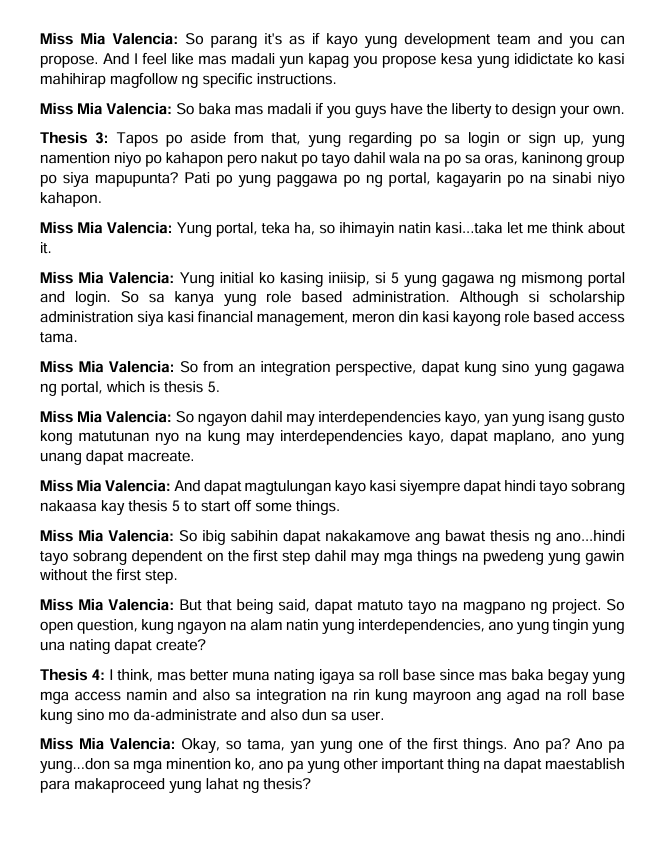 Miss Mia Valencia: So parang it's as if kayo yung development team and you can
propose. And I feel like mas madali yun kapag you propose kesa yung ididictate ko kasi
mahihirap magfollow ng specific instructions.
Miss Mia Valencia: So baka mas madali if you guys have the liberty to design your own.
Thesis 3: Tapos po aside from that, yung regarding po sa login or sign up, yung
namention niyo po kahapon pero nakut po tayo dahil wala na po sa oras, kaninong group
po siya mapupunta? Pati po yung paggawa po ng portal, kagayarin po na sinabi niyo
kahapon.
Miss Mia Valencia: Yung portal, teka ha, so ihimayin natin kasi...taka let me think about
it.
Miss Mia Valencia: Yung initial ko kasing iniisip, si 5 yung gagawa ng mismong portal
and login. So sa kanya yung role based administration. Although si scholarship
administration siya kasi financial management, meron din kasi kayong role based access
tama.
Miss Mia Valencia: So from an integration perspective, dapat kung sino yung gagawa
ng portal, which is thesis 5.
Miss Mia Valencia: So ngayon dahil may interdependencies kayo, yan yung isang gusto
kong matutunan nyo na kung may interdependencies kayo, dapat maplano, ano yung
unang dapat macreate.
Miss Mia Valencia: And dapat magtulungan kayo kasi siyempre dapat hindi tayo sobrang
nakaasa kay thesis 5 to start off some things.
Miss Mia Valencia: So ibig sabihin dapat nakakamove ang bawat thesis ng ano...hindi
tayo sobrang dependent on the first step dahil may mga things na pwedeng yung gawin
without the first step.
Miss Mia Valencia: But that being said, dapat matuto tayo na magpano ng project. So
open question, kung ngayon na alam natin yung interdependencies, ano yung tingin yung
una nating dapat create?
Thesis 4: I think, mas better muna nating igaya sa roll base since mas baka begay yung
mga access namin and also sa integration na rin kung mayroon ang agad na roll base
kung sino mo da-administrate and also dun sa user.
Miss Mia Valencia: Okay, so tama, yan yung one of the first things. Ano pa? Ano pa
yung...don sa mga minention ko, ano pa yung other important thing na dapat maestablish
para makaproceed yung lahat ng thesis?